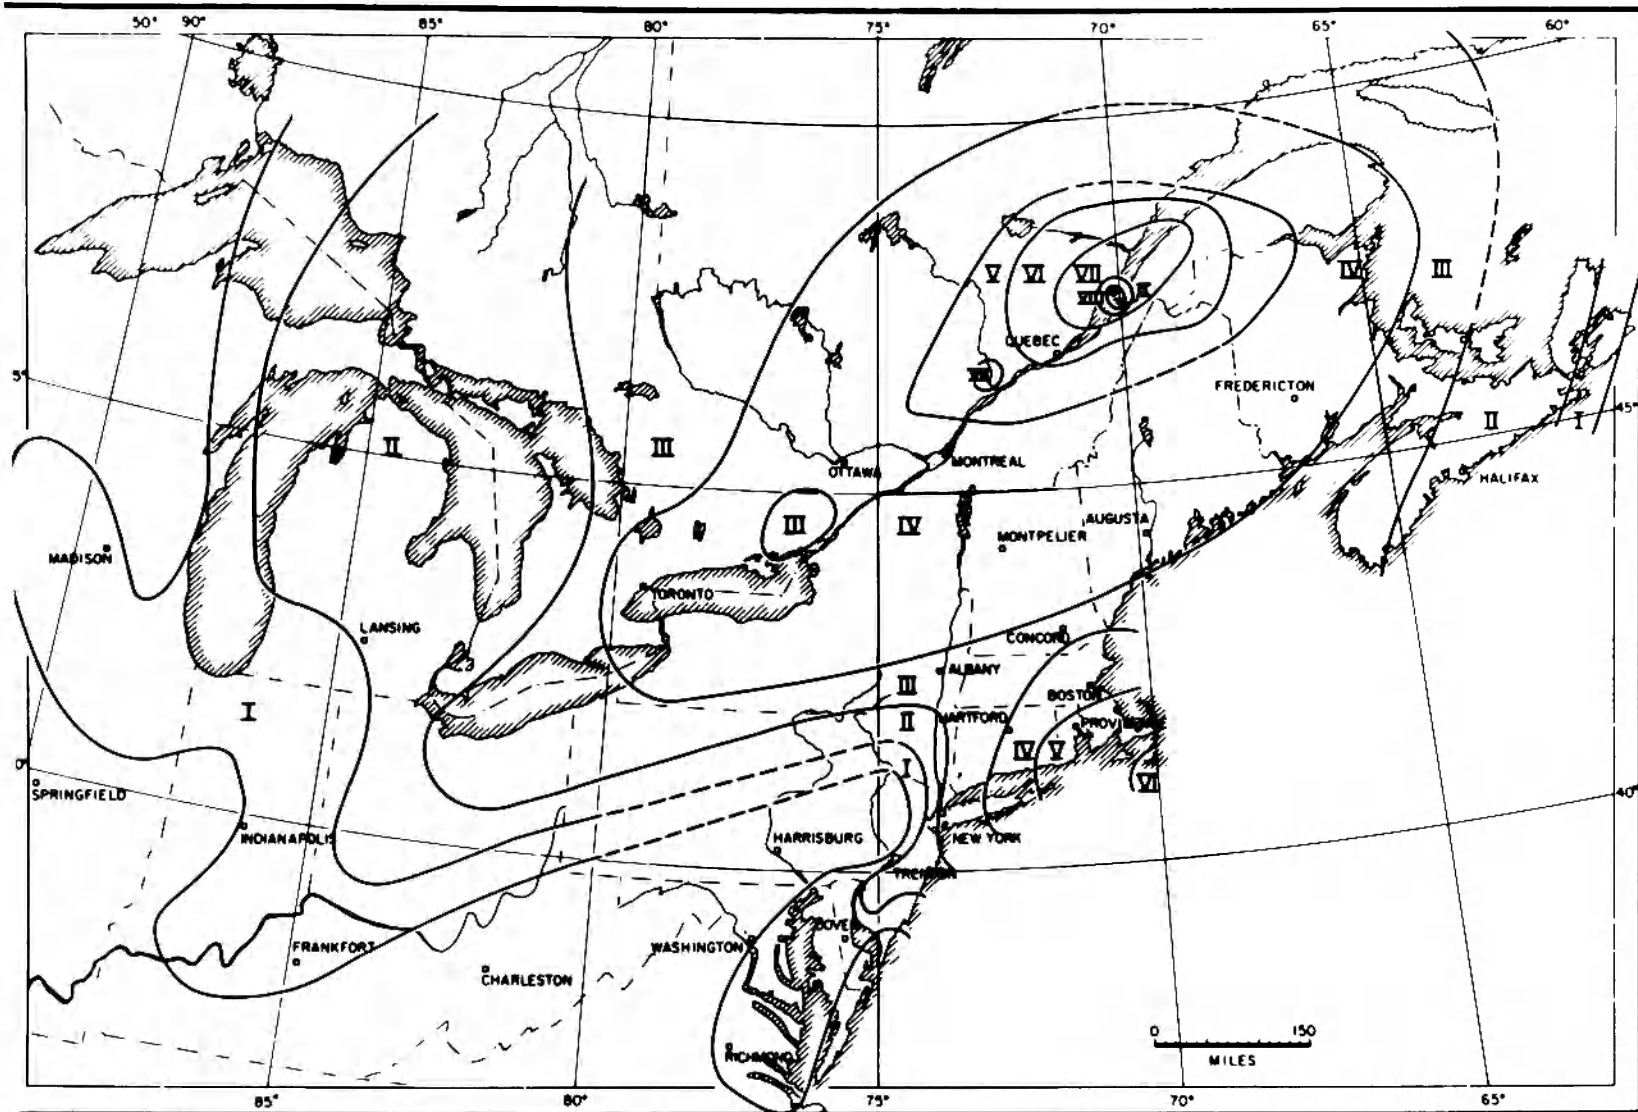 50° 90° 85° 80° 75° 70° 65° 60°
IV III
V VI VII
VIII IX
QUEBEC
5°
FREDERICTON
45°
II I
II III
OTTAWA MONTREAL
HALIFAX
III IV AUGUSTA
MONTPELIER
MADISON
TORONTO
LANSING
CONCORD
ALBANY
III
BOSTON
I II HARTFORD
IV V
I
VI
0°
SPRINGFIELD
40°
INDIANAPOLIS
HARRISBURG NEW YORK
TRENTON
DOVER
FRANKFORT WASHINGTON
CHARLESTON
0 150
MILES
RICHMOND
85° 80° 75° 70° 65°